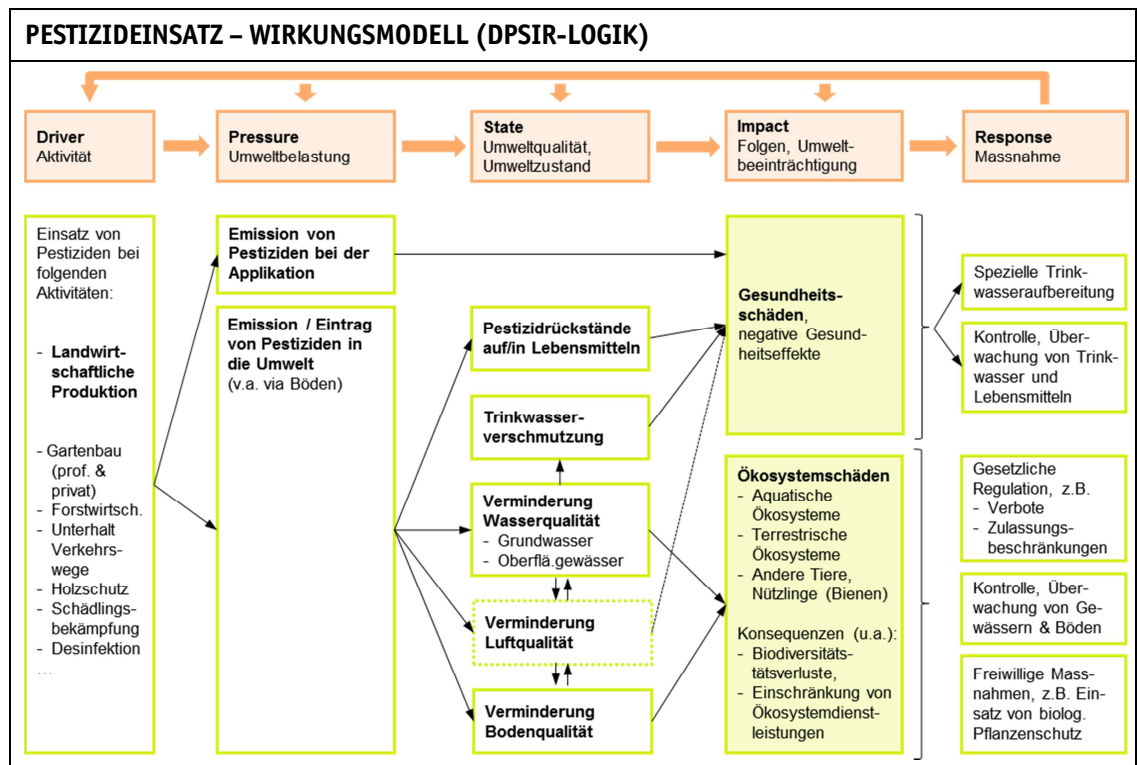 PESTIZIDEINSATZ – WIRKUNGSMODELL (DPSIR-LOGIK)
Driver
Aktivität
Pressure
Umweltbelastung
State
Umweltqualität,
Umweltzustand
Impact
Folgen, Umwelt-
beeinträchtigung
Response
Massnahme
Einsatz von
Pestiziden bei
folgenden
Aktivitäten:
- Landwirt-
schaftliche
Produktion
- Gartenbau
(prof. &
privat)
- Forstwirtsch.
- Unterhalt
Verkehrs-
wege
- Holzschutz
- Schädlings-
bekämpfung
- Desinfektion
...
Emission von
Pestiziden bei der
Applikation
Emission / Eintrag
von Pestiziden in
die Umwelt
(v.a. via Böden)
Pestizidrückstände
auf/in Lebensmitteln
Trinkwasser-
verschmutzung
Verminderung
Wasserqualität
- Grundwasser
- Oberflä.gewässer
Verminderung
Luftqualität
Verminderung
Bodenqualität
Gesundheits-
schäden,
negative Gesund-
heitseffekte
Ökosystemschäden
- Aquatische
Ökosysteme
- Terrestrische
Ökosysteme
- Andere Tiere,
Nützlinge (Bienen)
Konsequenzen (u.a.):
- Biodiversitäts-
tätsverluste,
- Einschränkung von
Ökosystemdienst-
leistungen
Spezielle Trink-
wasseraufbereitung
Kontrolle, Über-
wachung von Trink-
wasser und
Lebensmitteln
Gesetzliche
Regulation, z.B.
- Verbote
- Zulassungs-
beschränkungen
Kontrolle, Über-
wachung von Ge-
wässern & Böden
Freiwillige Mass-
nahmen, z.B. Ein-
satz von biolog.
Pflanzenschutz